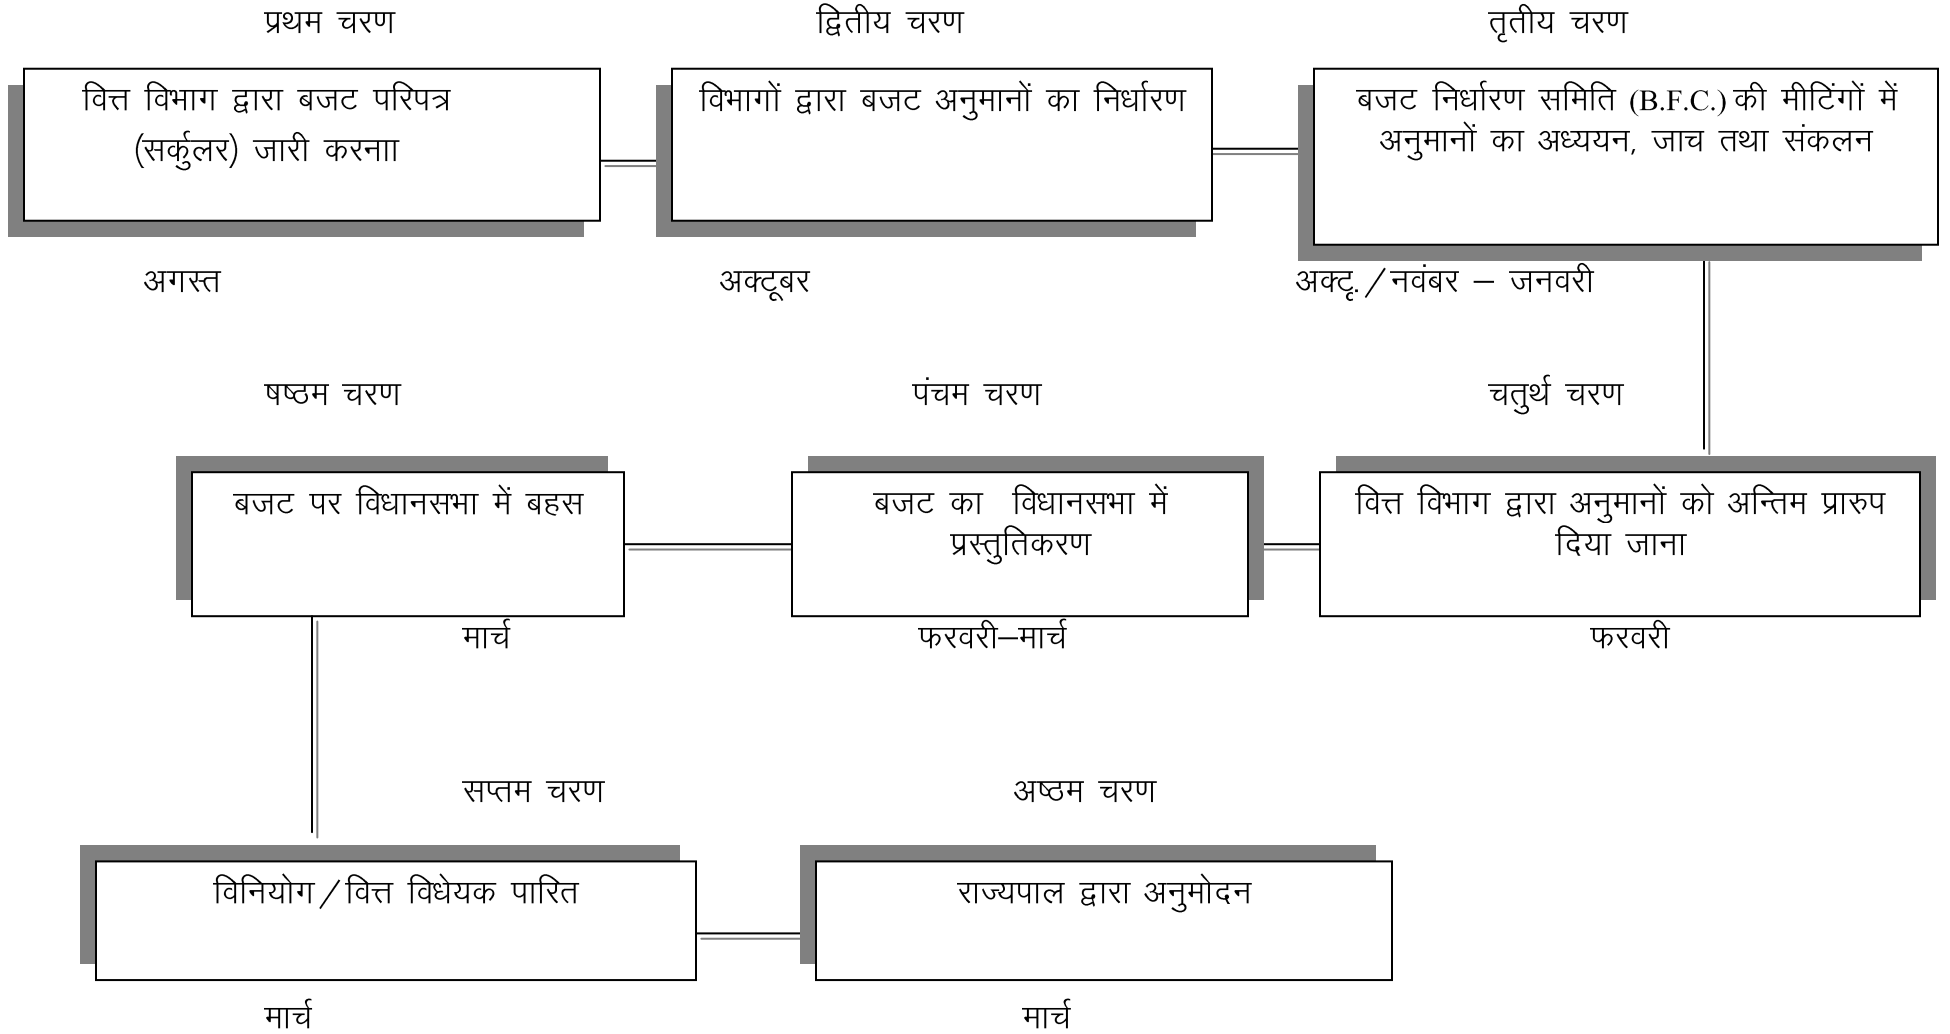 प्रथम चरण
द्वितीय चरण
तृतीय चरण
वित्त विभाग द्वारा बजट परिपत्र
(सर्कुलर) जारी करनाा
विभागों द्वारा बजट अनुमानों का निर्धारण
बजट निर्धारण समिति (B.F.C.) की मीटिंगों में
अनुमानों का अध्ययन, जाच तथा संकलन
अगस्त
अक्टूबर
अक्टृ./नवंबर – जनवरी
षष्ठम चरण
पंचम चरण
चतुर्थ चरण
बजट पर विधानसभा में बहस
बजट का विधानसभा में
प्रस्तुतिकरण
वित्त विभाग द्वारा अनुमानों को अन्तिम प्रारुप
दिया जाना
मार्च
फरवरी–मार्च
फरवरी
सप्तम चरण
अष्ठम चरण
विनियोग/वित्त विधेयक पारित
राज्यपाल द्वारा अनुमोदन
मार्च
मार्च